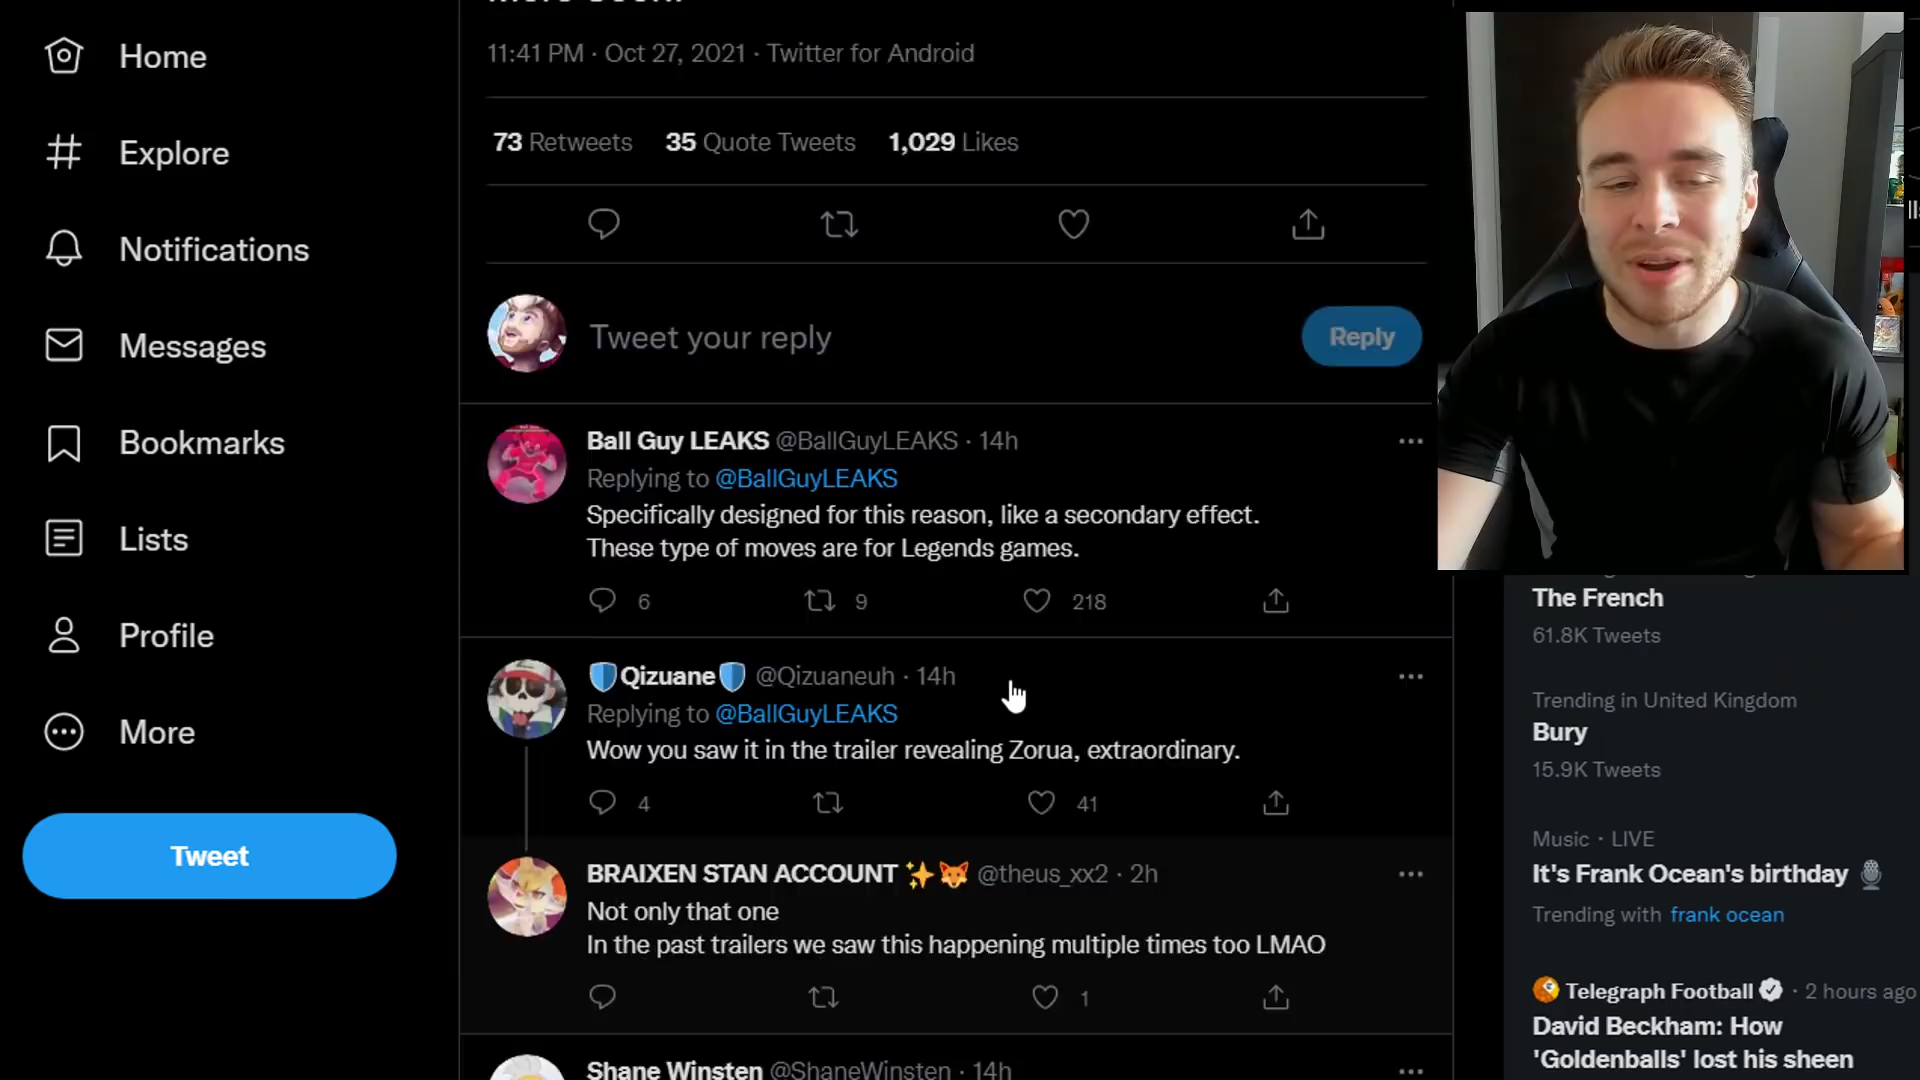 Home
Explore
Notifications
Messages
Bookmarks
Lists
Profile
More
Tweet
11:41 PM · Oct 27, 2021 · Twitter for Android
73 Retweets 35 Quote Tweets 1,029 Likes
Tweet your reply
Reply
Ball Guy LEAKS @BallGuyLEAKS · 14h
Replying to @BallGuyLEAKS
Specifically designed for this reason, like a secondary effect.
These type of moves are for Legends games.
6 9 218
Qizuane @Qizuaneuh · 14h
Replying to @BallGuyLEAKS
Wow you saw it in the trailer revealing Zorua, extraordinary.
4 41
BRAIXEN STAN ACCOUNT ✨🦊 @theus_xx2 · 2h
Not only that one
In the past trailers we saw this happening multiple times too LMAO
1
Shane Winsten @ShaneWinsten · 14h
The French
61.8K Tweets
Trending in United Kingdom
Bury
15.9K Tweets
Music · LIVE
It's Frank Ocean's birthday
Trending with frank ocean
Telegraph Football · 2 hours ago
David Beckham: How
'Goldenballs' lost his sheen